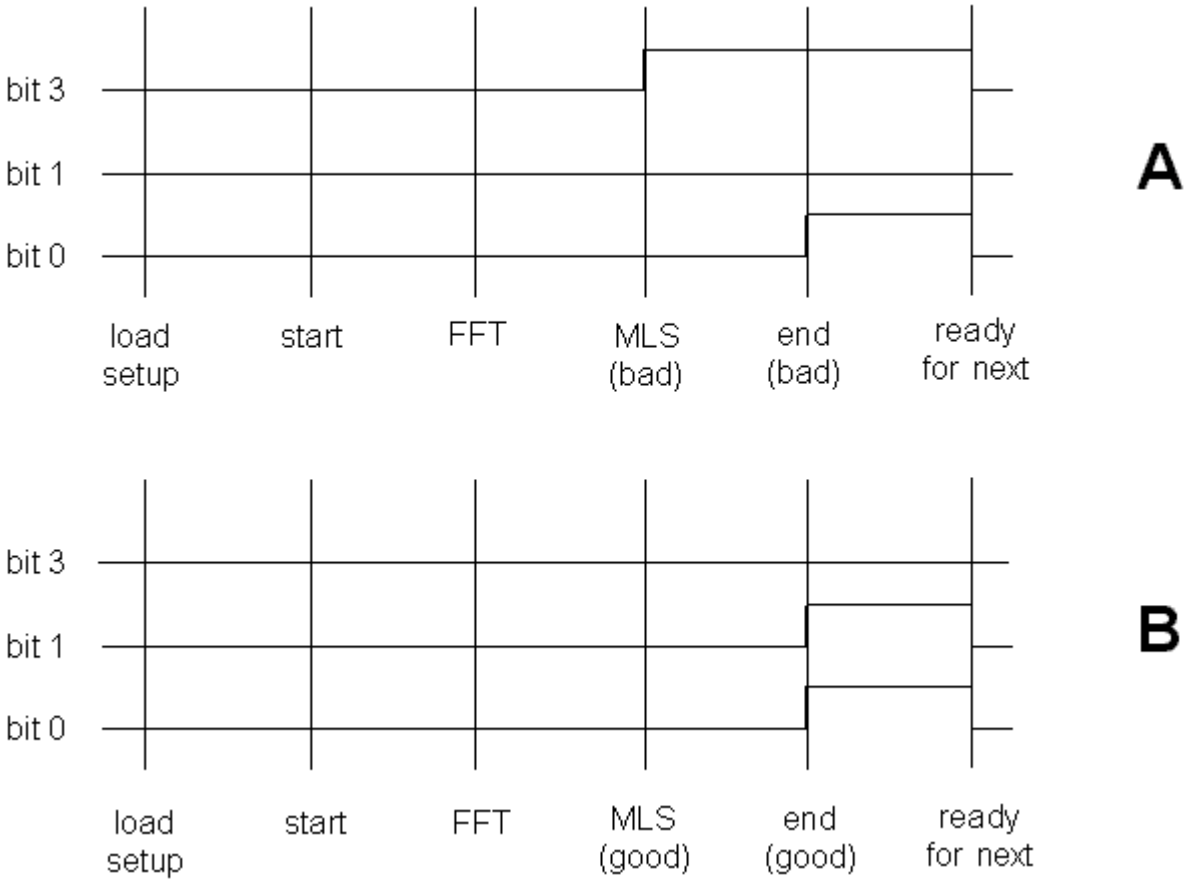 bit 3
bit 1
bit 0
A
load setup
start
FFT
MLS (bad)
end (bad)
ready for next
bit 3
bit 1
bit 0
B
load setup
start
FFT
MLS (good)
end (good)
ready for next